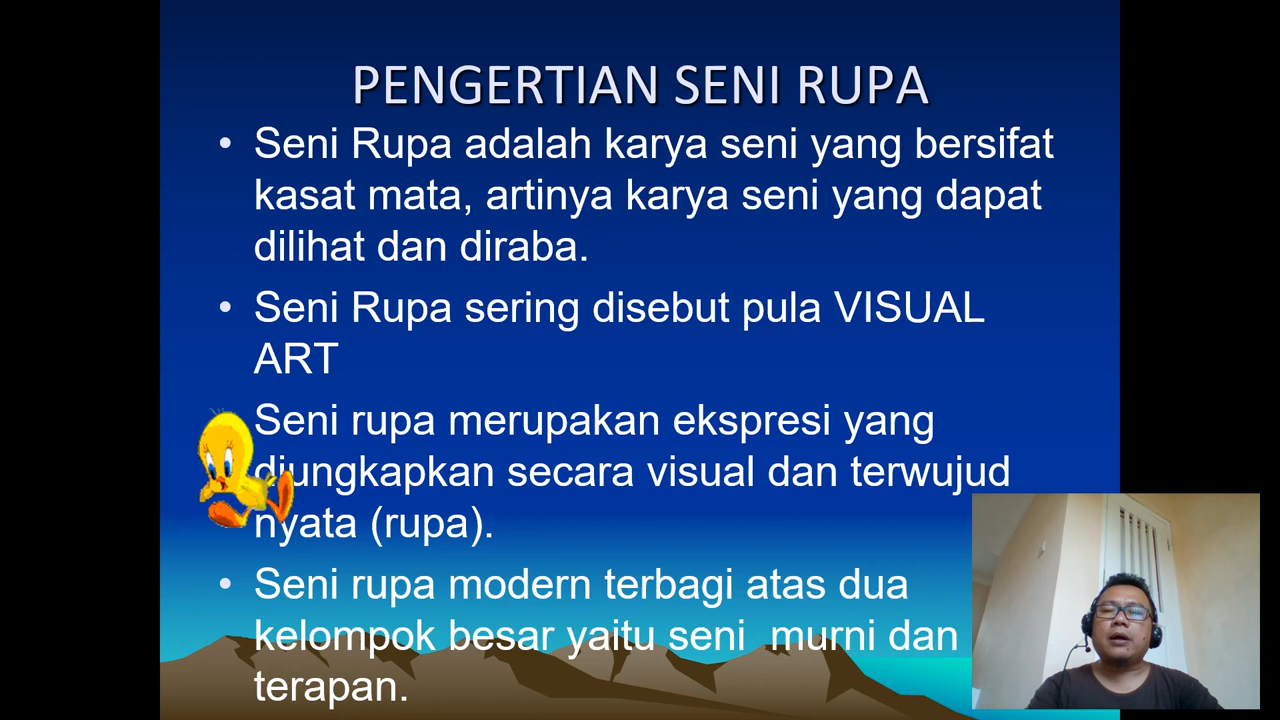 PENGERTIAN SENI RUPA
• Seni Rupa adalah karya seni yang bersifat
kasat mata, artinya karya seni yang dapat
dilihat dan diraba.
• Seni Rupa sering disebut pula VISUAL
ART
Seni rupa merupakan ekspresi yang
diungkapkan secara visual dan terwujud
nyata (rupa).
• Seni rupa modern terbagi atas dua
kelompok besar yaitu seni  murni dan
terapan.